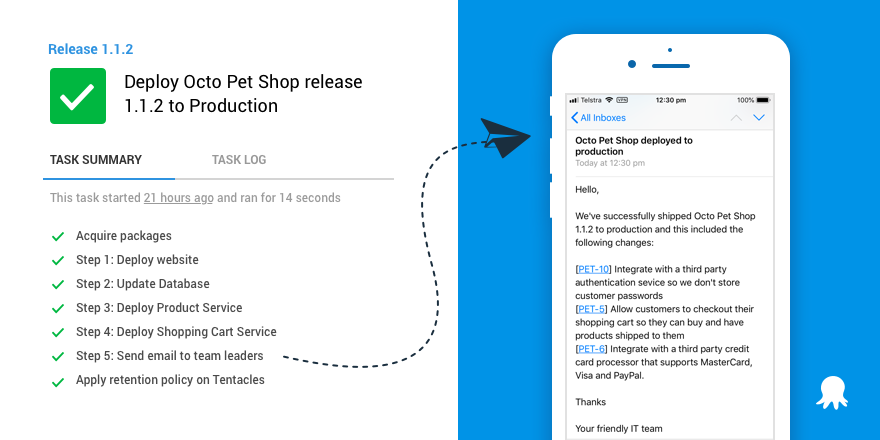 Release 1.1.2
Deploy Octo Pet Shop release
1.1.2 to Production
TASK SUMMARY
TASK LOG
This task started 21 hours ago and ran for 14 seconds
Acquire packages
Step 1: Deploy website
Step 2: Update Database
Step 3: Deploy Product Service
Step 4: Deploy Shopping Cart Service
Step 5: Send email to team leaders
Apply retention policy on Tentacles
Telstra VPN 12:30 pm 100%
All Inboxes
Octo Pet Shop deployed to
production
Today at 12:30 pm
Hello,
We've successfully shipped Octo Pet Shop
1.1.2 to production and this included the
following changes:
[PET-10] Integrate with a third party
authentication sevice so we don't store
customer passwords
[PET-5] Allow customers to checkout their
shopping cart so they can buy and have
products shipped to them
[PET-6] Integrate with a third party credit
card processor that supports MasterCard,
Visa and PayPal.
Thanks
Your friendly IT team